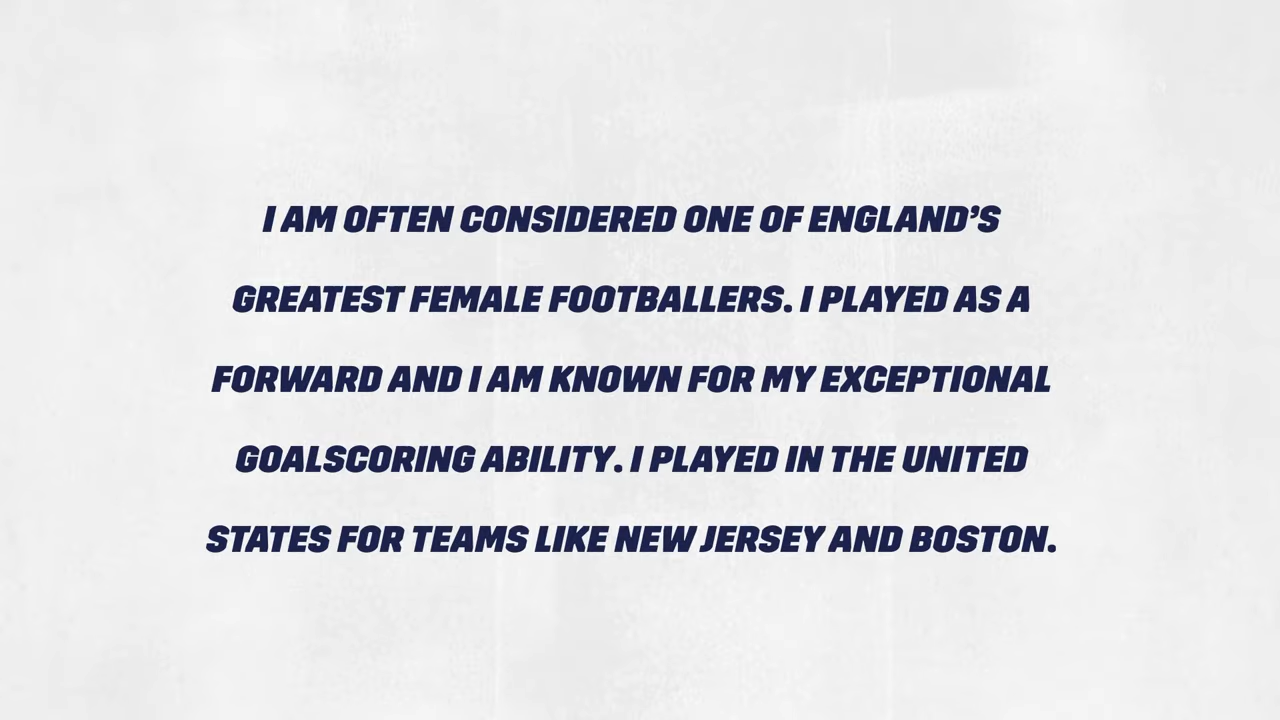 I AM OFTEN CONSIDERED ONE OF ENGLAND’S
GREATEST FEMALE FOOTBALLERS. I PLAYED AS A
FORWARD AND I AM KNOWN FOR MY EXCEPTIONAL
GOALSCORING ABILITY. I PLAYED IN THE UNITED
STATES FOR TEAMS LIKE NEW JERSEY AND BOSTON.